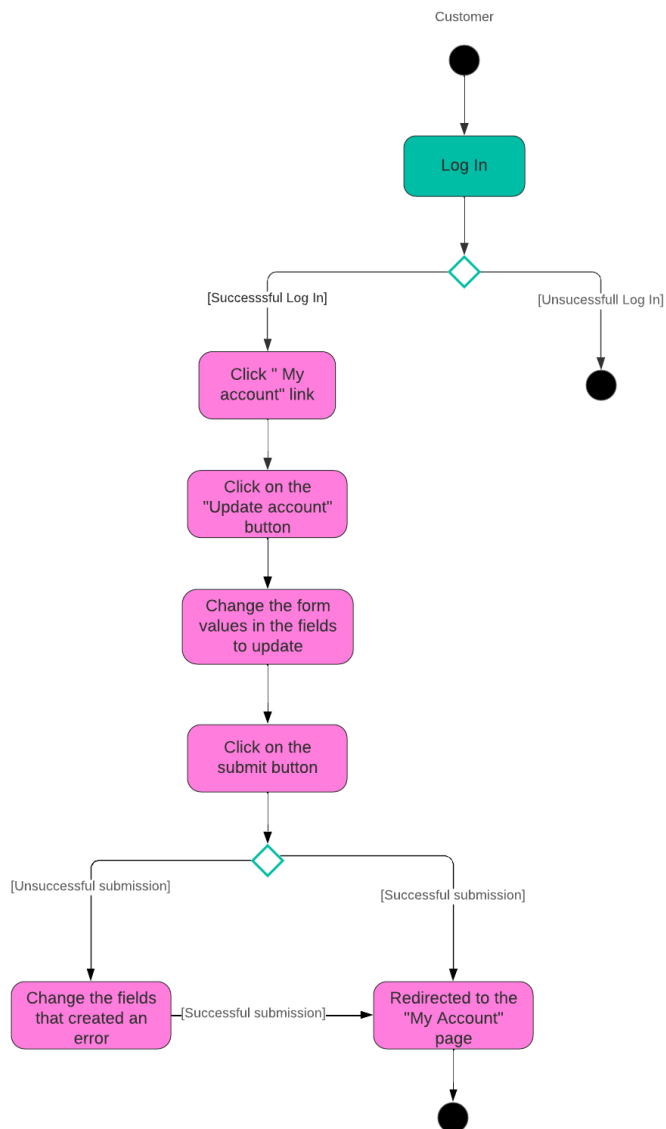 Customer
Log In
[Successsful Log In]
[Unsucessfull Log In]
Click " My
account" link
Click on the
"Update account"
button
Change the form
values in the fields
to update
Click on the
submit button
[Unsuccessful submission]
[Successful submission]
Change the fields
that created an
error
[Successful submission]
Redirected to the
"My Account"
page